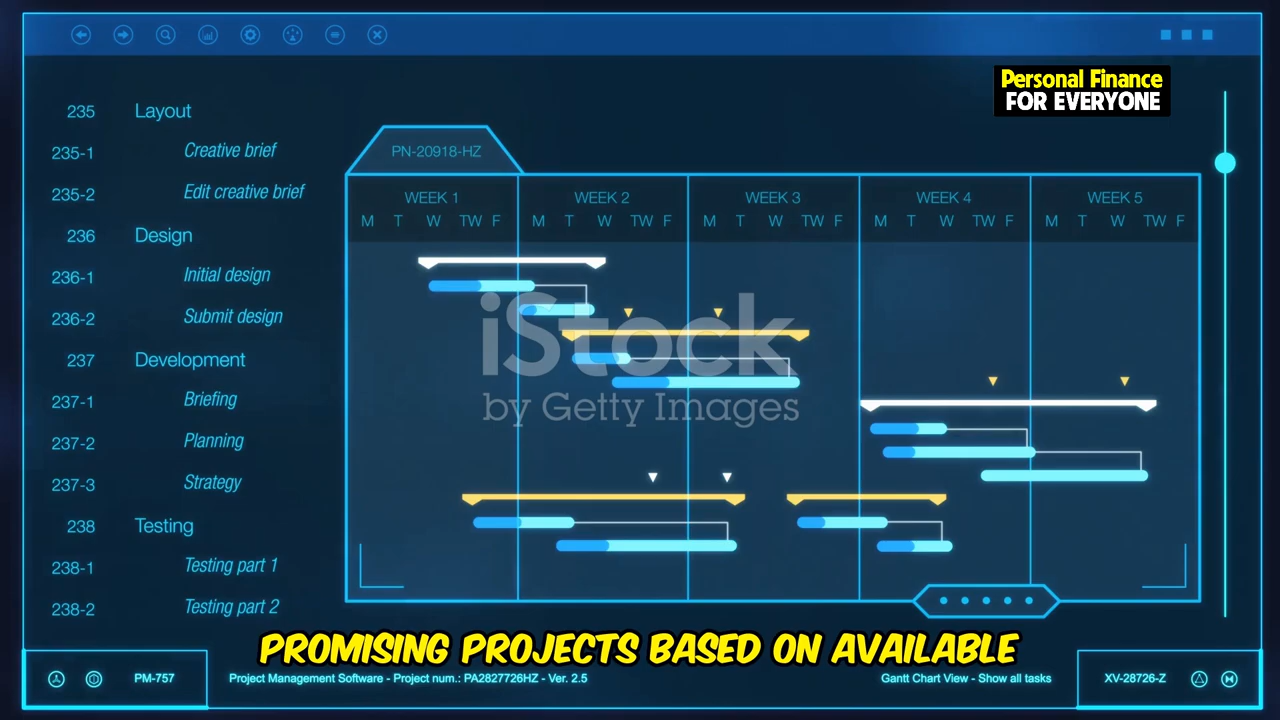 Personal Finance
FOR EVERYONE
235 Layout
235-1 Creative brief
235-2 Edit creative brief
236 Design
236-1 Initial design
236-2 Submit design
237 Development
237-1 Briefing
237-2 Planning
237-3 Strategy
238 Testing
238-1 Testing part 1
238-2 Testing part 2
PN-20918-HZ
WEEK 1 WEEK 2 WEEK 3 WEEK 4 WEEK 5
M T W TW F M T W TW F M T W TW F M T W TW F M T W TW F
iStock
by Getty Images
PROMISING PROJECTS BASED ON AVAILABLE
PM-757
Project Management Software - Project num.: PA2827726HZ - Ver. 2.5
Gantt Chart View - Show all tasks
XV-28726-Z